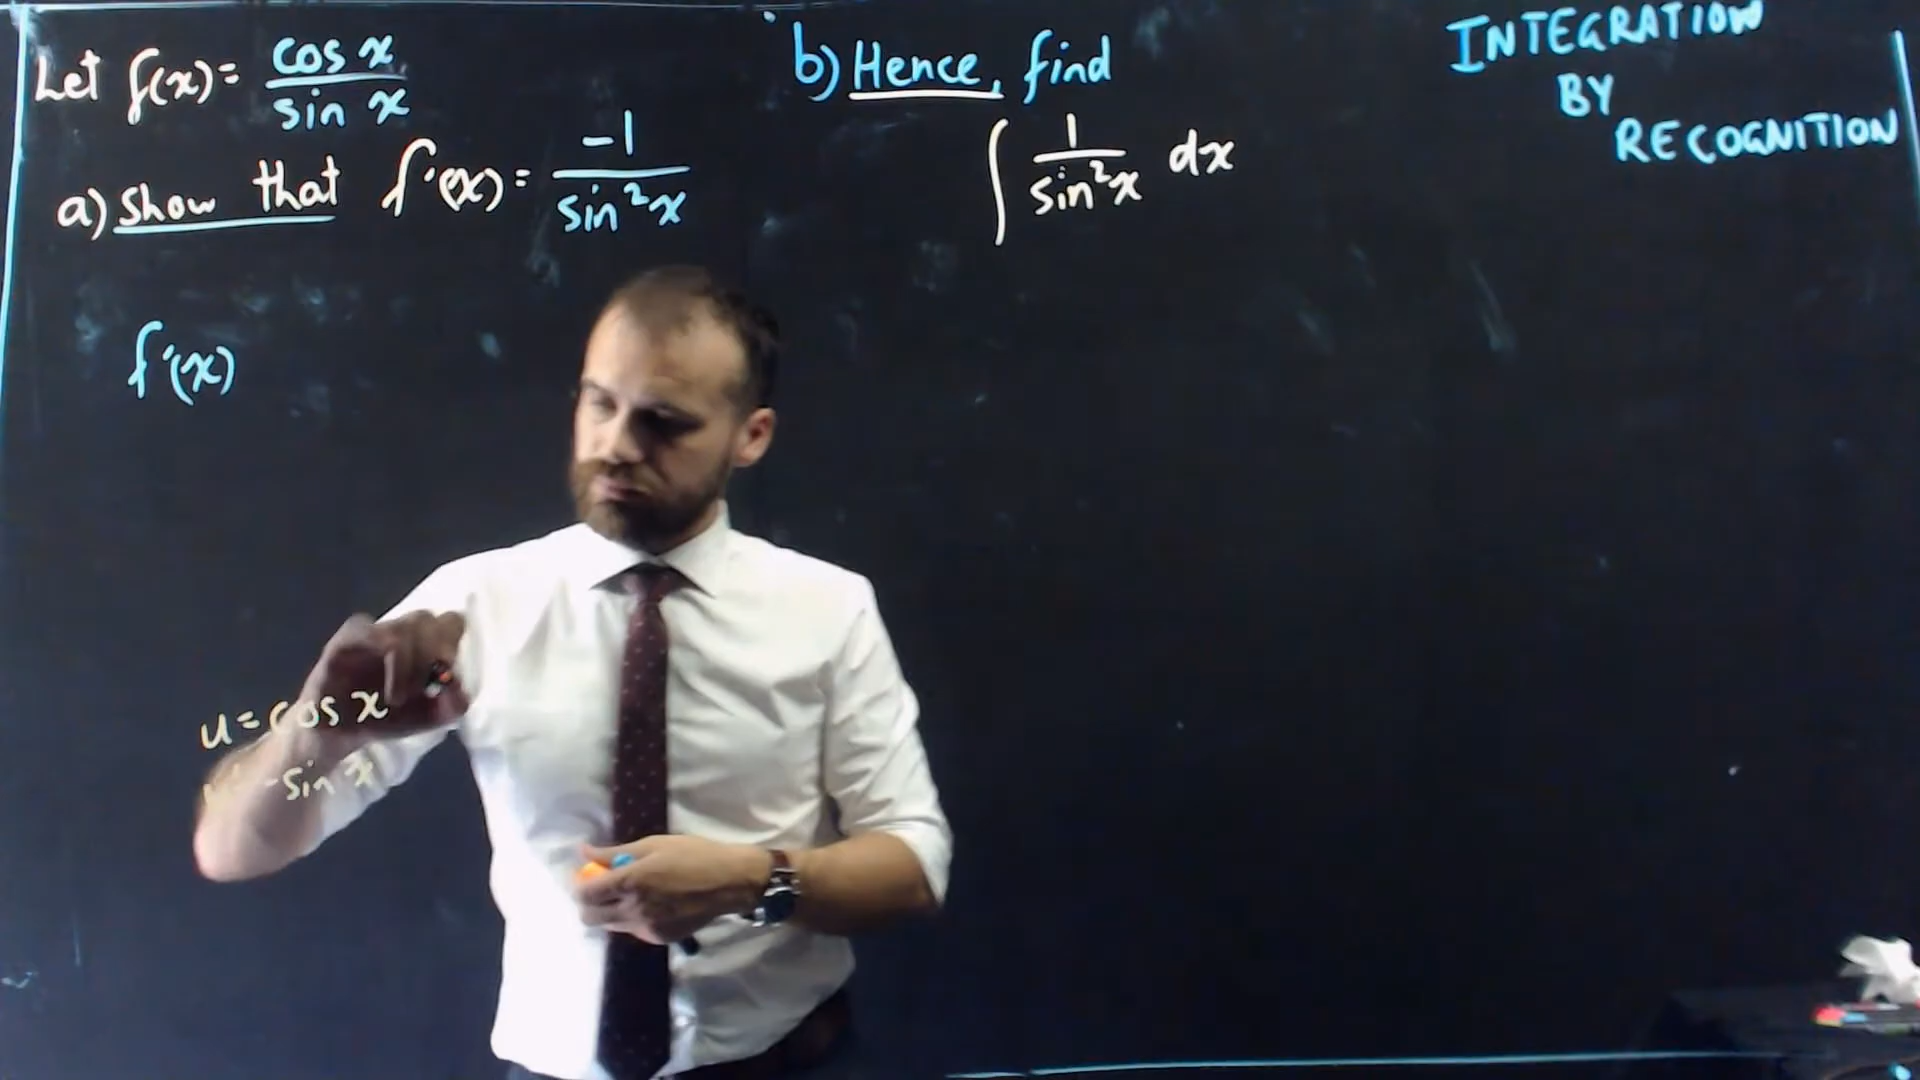 Let f(x) = cos x / sin x
a) Show that f'(x) = -1 / sin²x
f'(x)
u = cos x
u' = -sin x
b) Hence, find
∫ 1 / sin²x dx
INTEGRATION
BY
RECOGNITION